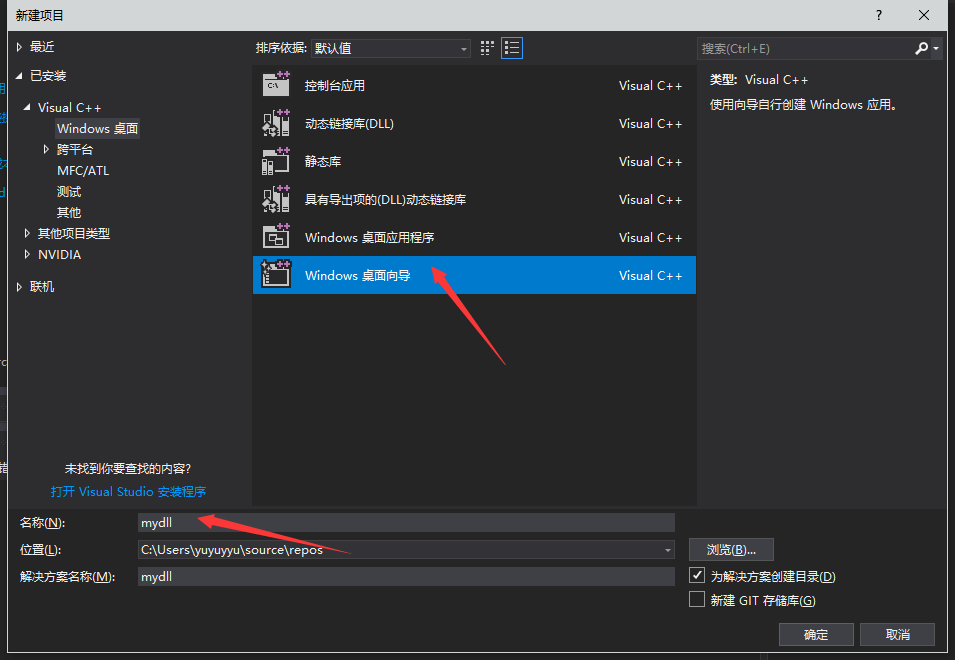 新建项目
?
最近
已安装
Visual C++
Windows 桌面
跨平台
MFC/ATL
测试
其他
其他项目类型
NVIDIA
联机
未找到你要查找的内容?
打开 Visual Studio 安装程序
排序依据: 默认值
控制台应用 Visual C++
动态链接库(DLL) Visual C++
静态库 Visual C++
具有导出项的(DLL)动态链接库 Visual C++
Windows 桌面应用程序 Visual C++
Windows 桌面向导 Visual C++
搜索(Ctrl+E)
类型: Visual C++
使用向导自行创建 Windows 应用。
名称(N): mydll
位置(L): C:\Users\yuyuyyu\source\repos
浏览(B)...
解决方案名称(M): mydll
为解决方案创建目录(D)
新建 GIT 存储库(G)
确定 取消